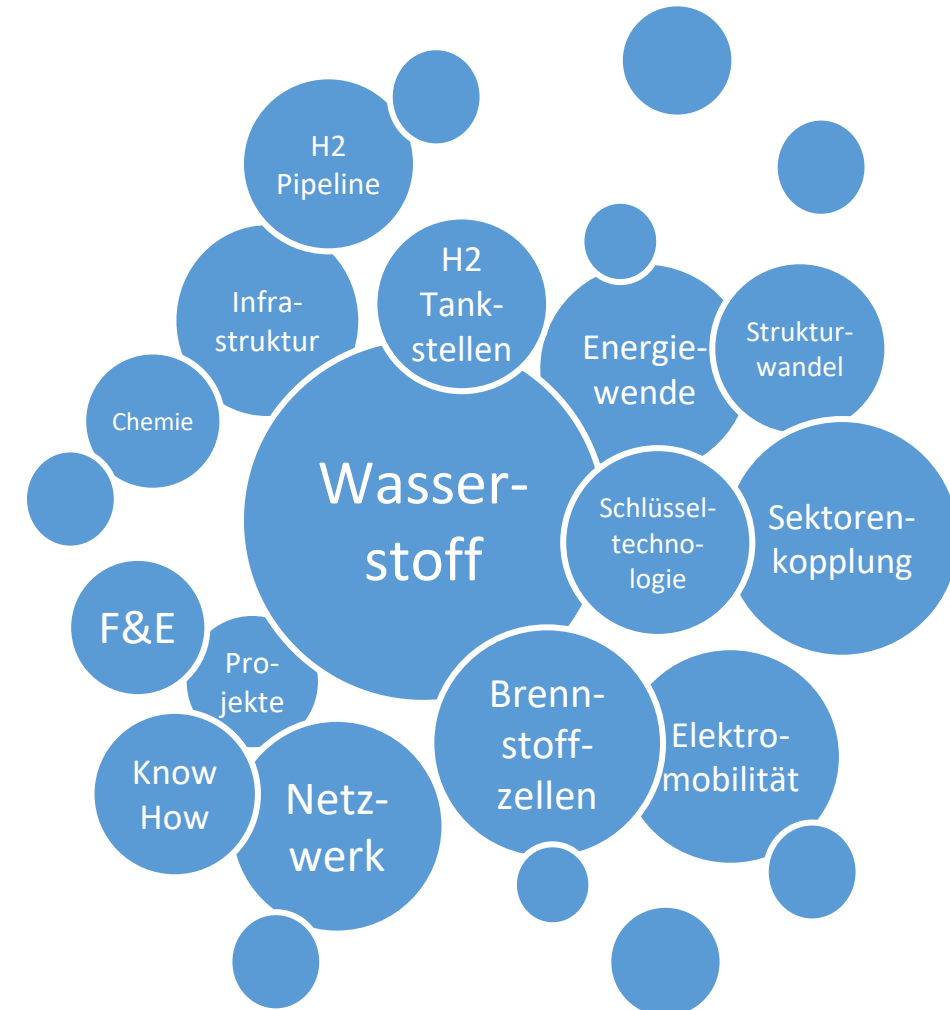 H2
Pipeline
H2
Tank-
stellen
Infra-
struktur
Energie-
wende
Struktur-
wandel
Chemie
Wasser-
stoff
Schlüssel-
techno-
logie
Sektoren-
kopplung
F&E
Pro-
jekte
Brenn-
stoff-
zellen
Elektro-
mobilität
Know
How
Netz-
werk